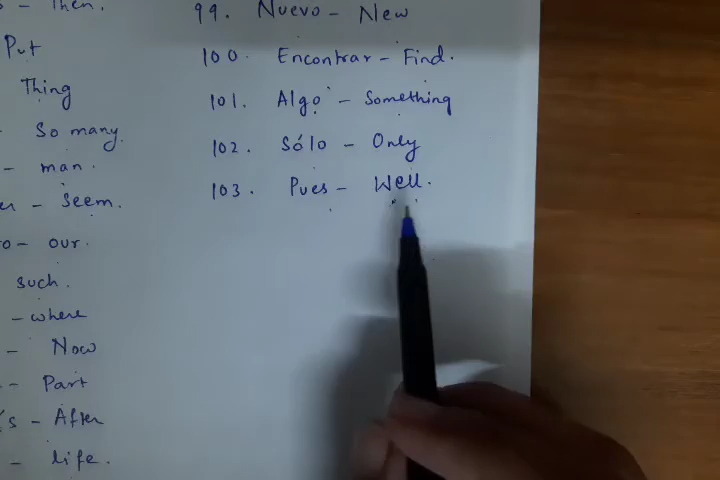 - Then.
Put
Thing
So many.
- man.
- Seem.
- our.
such.
- where
- Now
- Part
- After
- life.
99. Nuevo - New
100. Encontrar - Find.
101. Algo - Something
102. Sólo - Only
103. Pues - Well.